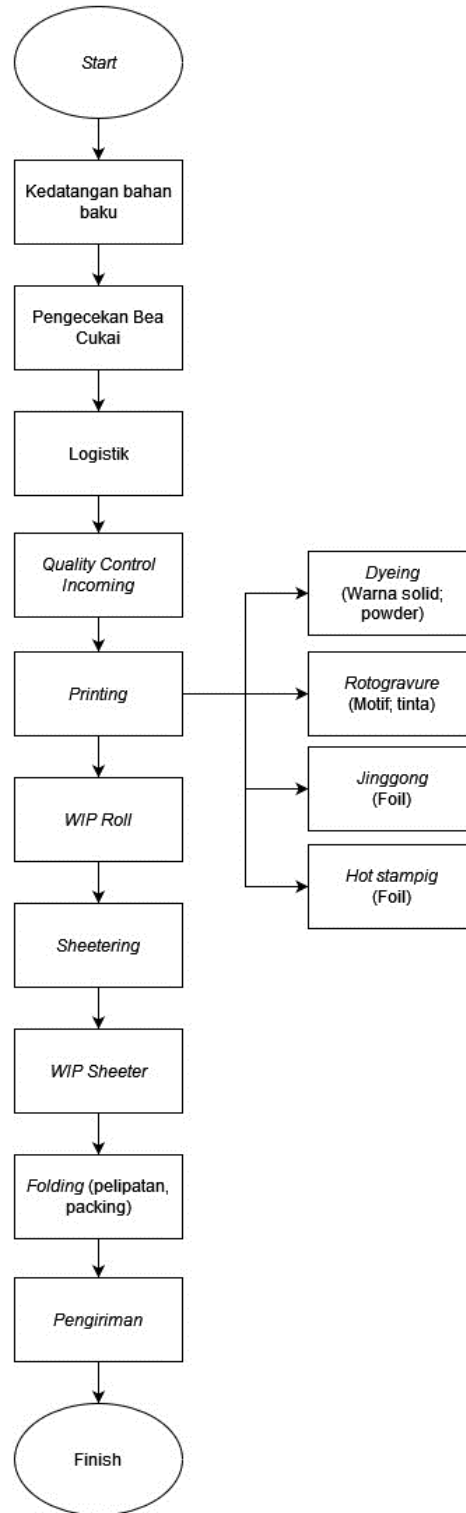 Start
Kedatangan bahan
baku
Pengecekan Bea
Cukai
Logistik
Quality Control
Incoming
Printing
Dyeing
(Warna solid;
powder)
Rotogravure
(Motif; tinta)
Jinggong
(Foil)
Hot stampig
(Foil)
WIP Roll
Sheetering
WIP Sheeter
Folding (pelipatan,
packing)
Pengiriman
Finish